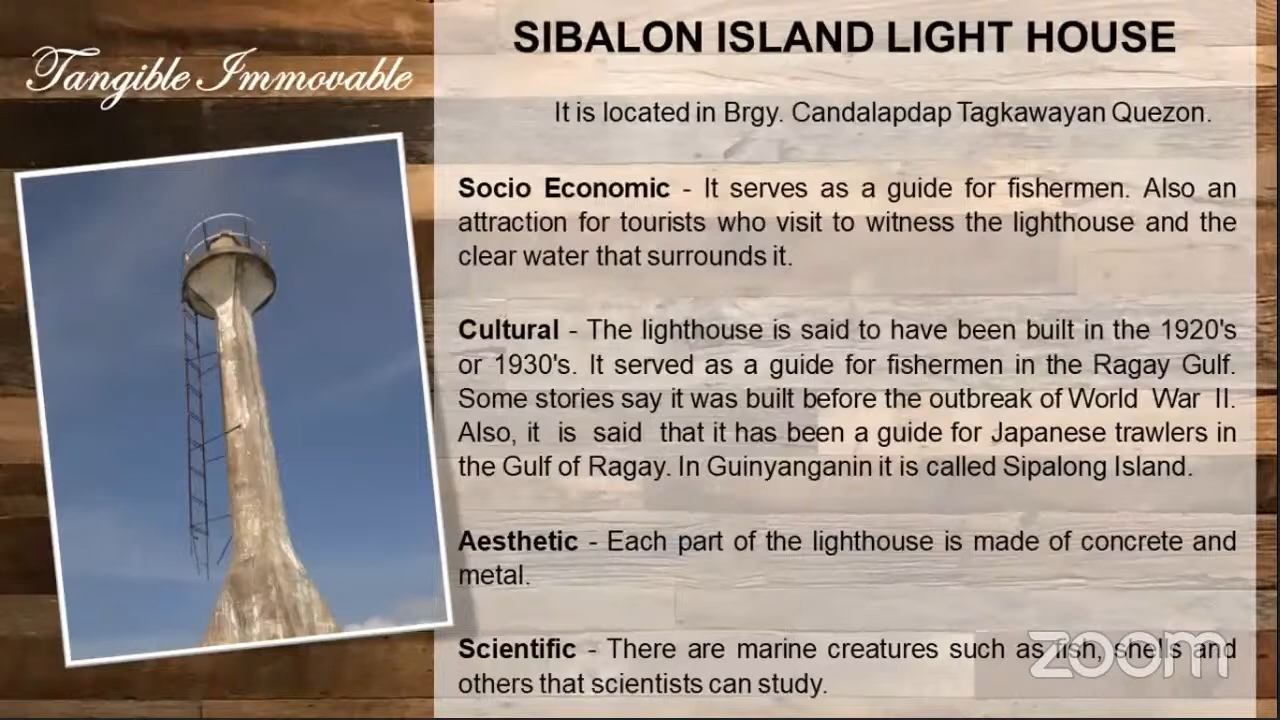 Tangible Immovable
SIBALON ISLAND LIGHT HOUSE
It is located in Brgy. Candalapdap Tagkawayan Quezon.
Socio Economic - It serves as a guide for fishermen. Also an
attraction for tourists who visit to witness the lighthouse and the
clear water that surrounds it.
Cultural - The lighthouse is said to have been built in the 1920's
or 1930's. It served as a guide for fishermen in the Ragay Gulf.
Some stories say it was built before the outbreak of World War II.
Also, it is said that it has been a guide for Japanese trawlers in
the Gulf of Ragay. In Guinyanganin it is called Sipalong Island.
Aesthetic - Each part of the lighthouse is made of concrete and
metal.
Scientific - There are marine creatures such as fish, shells and
others that scientists can study.
zoom